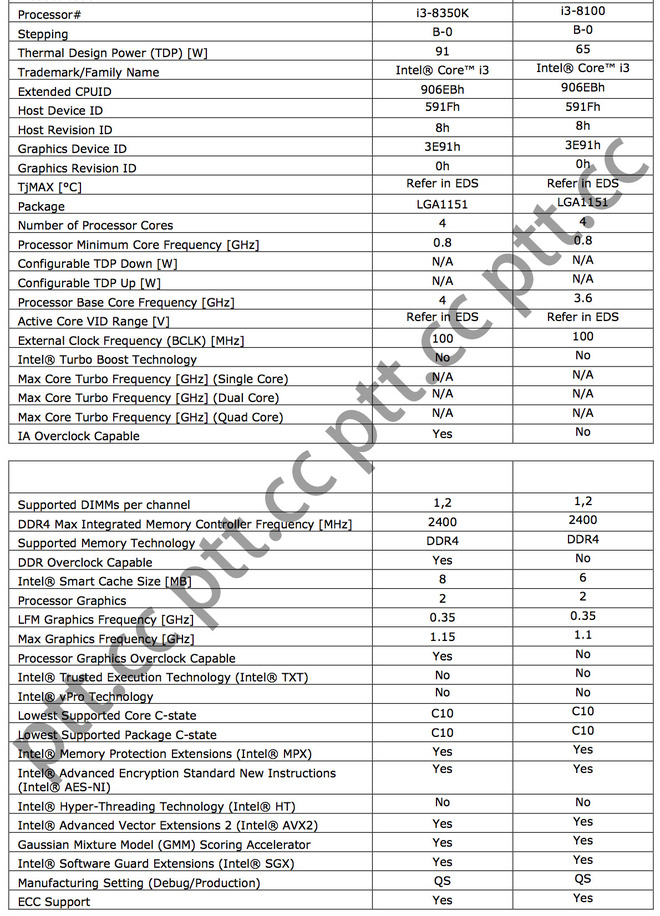 Processor# i3-8350K i3-8100
Stepping B-0 B-0
Thermal Design Power (TDP) [W] 91 65
Trademark/Family Name Intel® Core™ i3 Intel® Core™ i3
Extended CPUID 906EBh 906EBh
Host Device ID 591Fh 591Fh
Host Revision ID 8h 8h
Graphics Device ID 3E91h 3E91h
Graphics Revision ID 0h 0h
TjMAX [°C] Refer in EDS Refer in EDS
Package LGA1151 LGA1151
Number of Processor Cores 4 4
Processor Minimum Core Frequency [GHz] 0.8 0.8
Configurable TDP Down [W] N/A N/A
Configurable TDP Up [W] N/A N/A
Processor Base Core Frequency [GHz] 4 3.6
Active Core VID Range [V] Refer in EDS Refer in EDS
External Clock Frequency (BCLK) [MHz] 100 100
Intel® Turbo Boost Technology No No
Max Core Turbo Frequency [GHz] (Single Core) N/A N/A
Max Core Turbo Frequency [GHz] (Dual Core) N/A N/A
Max Core Turbo Frequency [GHz] (Quad Core) N/A N/A
IA Overclock Capable Yes No
Supported DIMMs per channel 1,2 1,2
DDR4 Max Integrated Memory Controller Frequency [MHz] 2400 2400
Supported Memory Technology DDR4 DDR4
DDR Overclock Capable Yes No
Intel® Smart Cache Size [MB] 8 6
Processor Graphics 2 2
LFM Graphics Frequency [GHz] 0.35 0.35
Max Graphics Frequency [GHz] 1.15 1.1
Processor Graphics Overclock Capable Yes No
Intel® Trusted Execution Technology (Intel® TXT) No No
Intel® vPro Technology No No
Lowest Supported Core C-state C10 C10
Lowest Supported Package C-state C10 C10
Intel® Memory Protection Extensions (Intel® MPX) Yes Yes
Intel® Advanced Encryption Standard New Instructions Yes Yes
(Intel® AES-NI)
Intel® Hyper-Threading Technology (Intel® HT) No No
Intel® Advanced Vector Extensions 2 (Intel® AVX2) Yes Yes
Gaussian Mixture Model (GMM) Scoring Accelerator Yes Yes
Intel® Software Guard Extensions (Intel® SGX) Yes Yes
Manufacturing Setting (Debug/Production) QS QS
ECC Support Yes Yes
ptt.cc ptt.cc ptt.cc ptt.cc